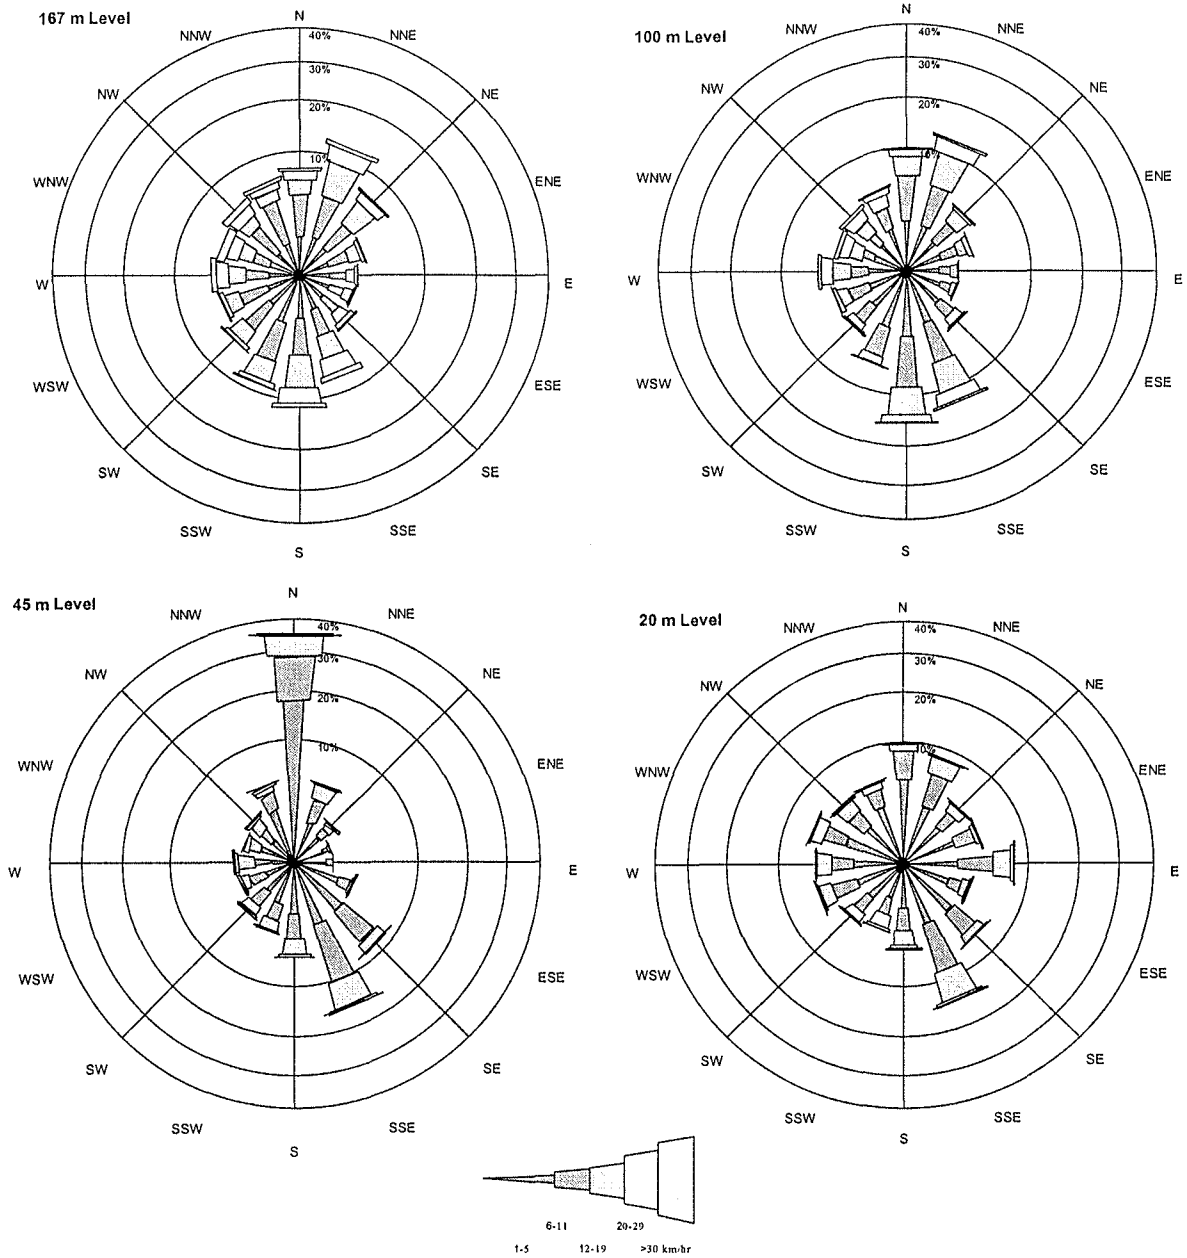 167 m Level
N
NNW
NNE
40%
30%
NW
NE
20%
10%
WNW
ENE
W
E
WSW
ESE
SW
SE
SSW
SSE
S
100 m Level
N
NNW
NNE
40%
30%
NW
NE
20%
WNW
ENE
W
E
WSW
ESE
SW
SE
SSW
SSE
S
45 m Level
N
NNW
NNE
40%
30%
NW
NE
20%
10%
WNW
ENE
W
E
WSW
ESE
SW
SE
SSW
SSE
S
20 m Level
N
NNW
NNE
40%
30%
NW
NE
20%
10%
WNW
ENE
W
E
WSW
ESE
SW
SE
SSW
SSE
S
6-11 20-29
1-5 12-19 >30 km/hr